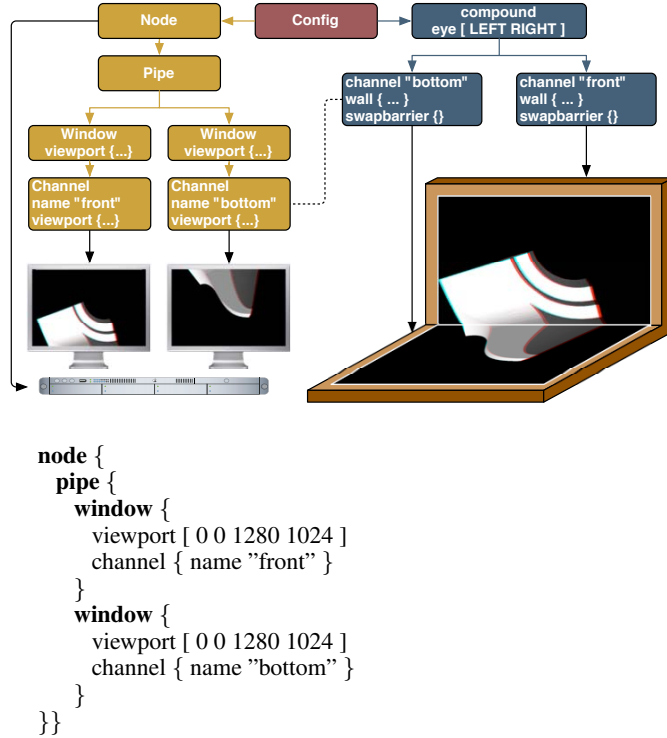 Node
Config
compound
eye [ LEFT RIGHT ]
Pipe
channel "bottom"
wall { ... }
swapbarrier {}
channel "front"
wall { ... }
swapbarrier {}
Window
viewport {...}
Window
viewport {...}
Channel
name "front"
viewport {...}
Channel
name "bottom"
viewport {...}
node {
pipe {
window {
viewport [ 0 0 1280 1024 ]
channel { name ”front” }
}
window {
viewport [ 0 0 1280 1024 ]
channel { name ”bottom” }
}
}}